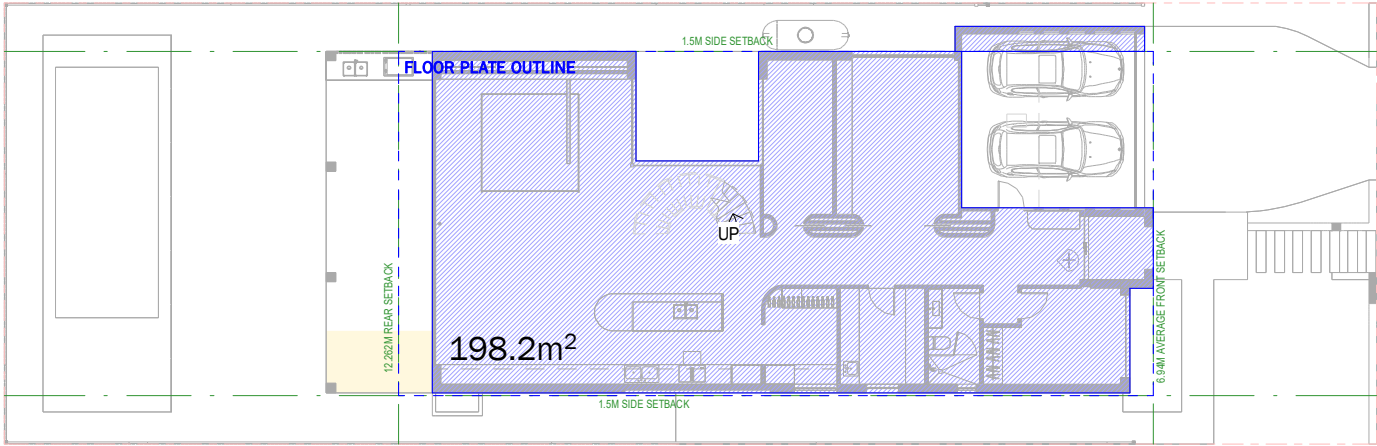 1.5M SIDE SETBACK
FLOOR PLATE OUTLINE
UP
12.262M REAR SETBACK
6.94M AVERAGE FRONT SETBACK
198.2m²
1.5M SIDE SETBACK